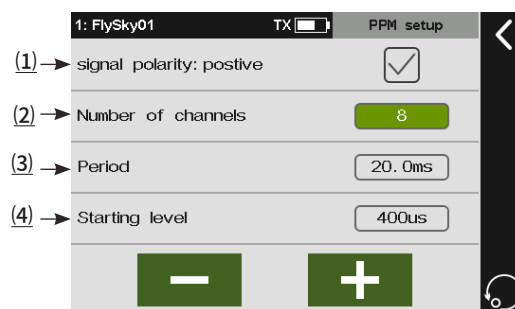 1: FlySky01 TX PPM setup
(1) signal polarity: postive
(2) Number of channels 8
(3) Period 20.0ms
(4) Starting level 400us
− +